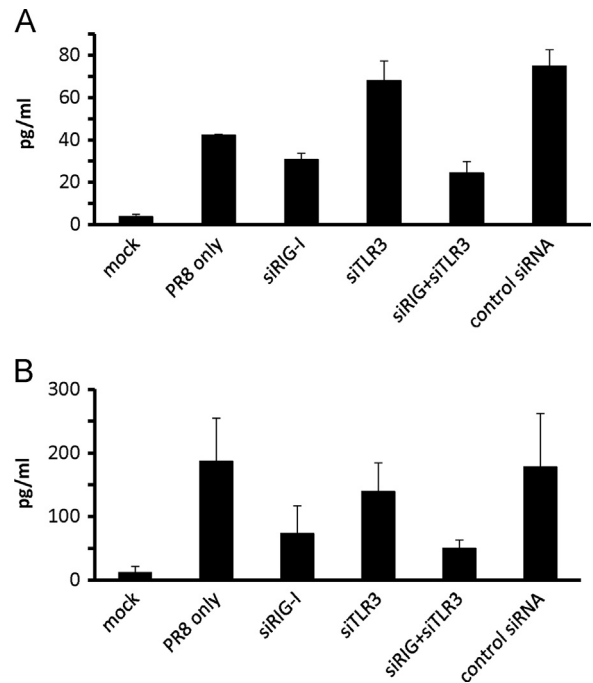 A
80
60
40
20
0
pg/ml
mock
PR8 only
siRIG-I
siTLR3
siRIG+siTLR3
control siRNA
B
300
200
100
0
pg/ml
mock
PR8 only
siRIG-I
siTLR3
siRIG+siTLR3
control siRNA